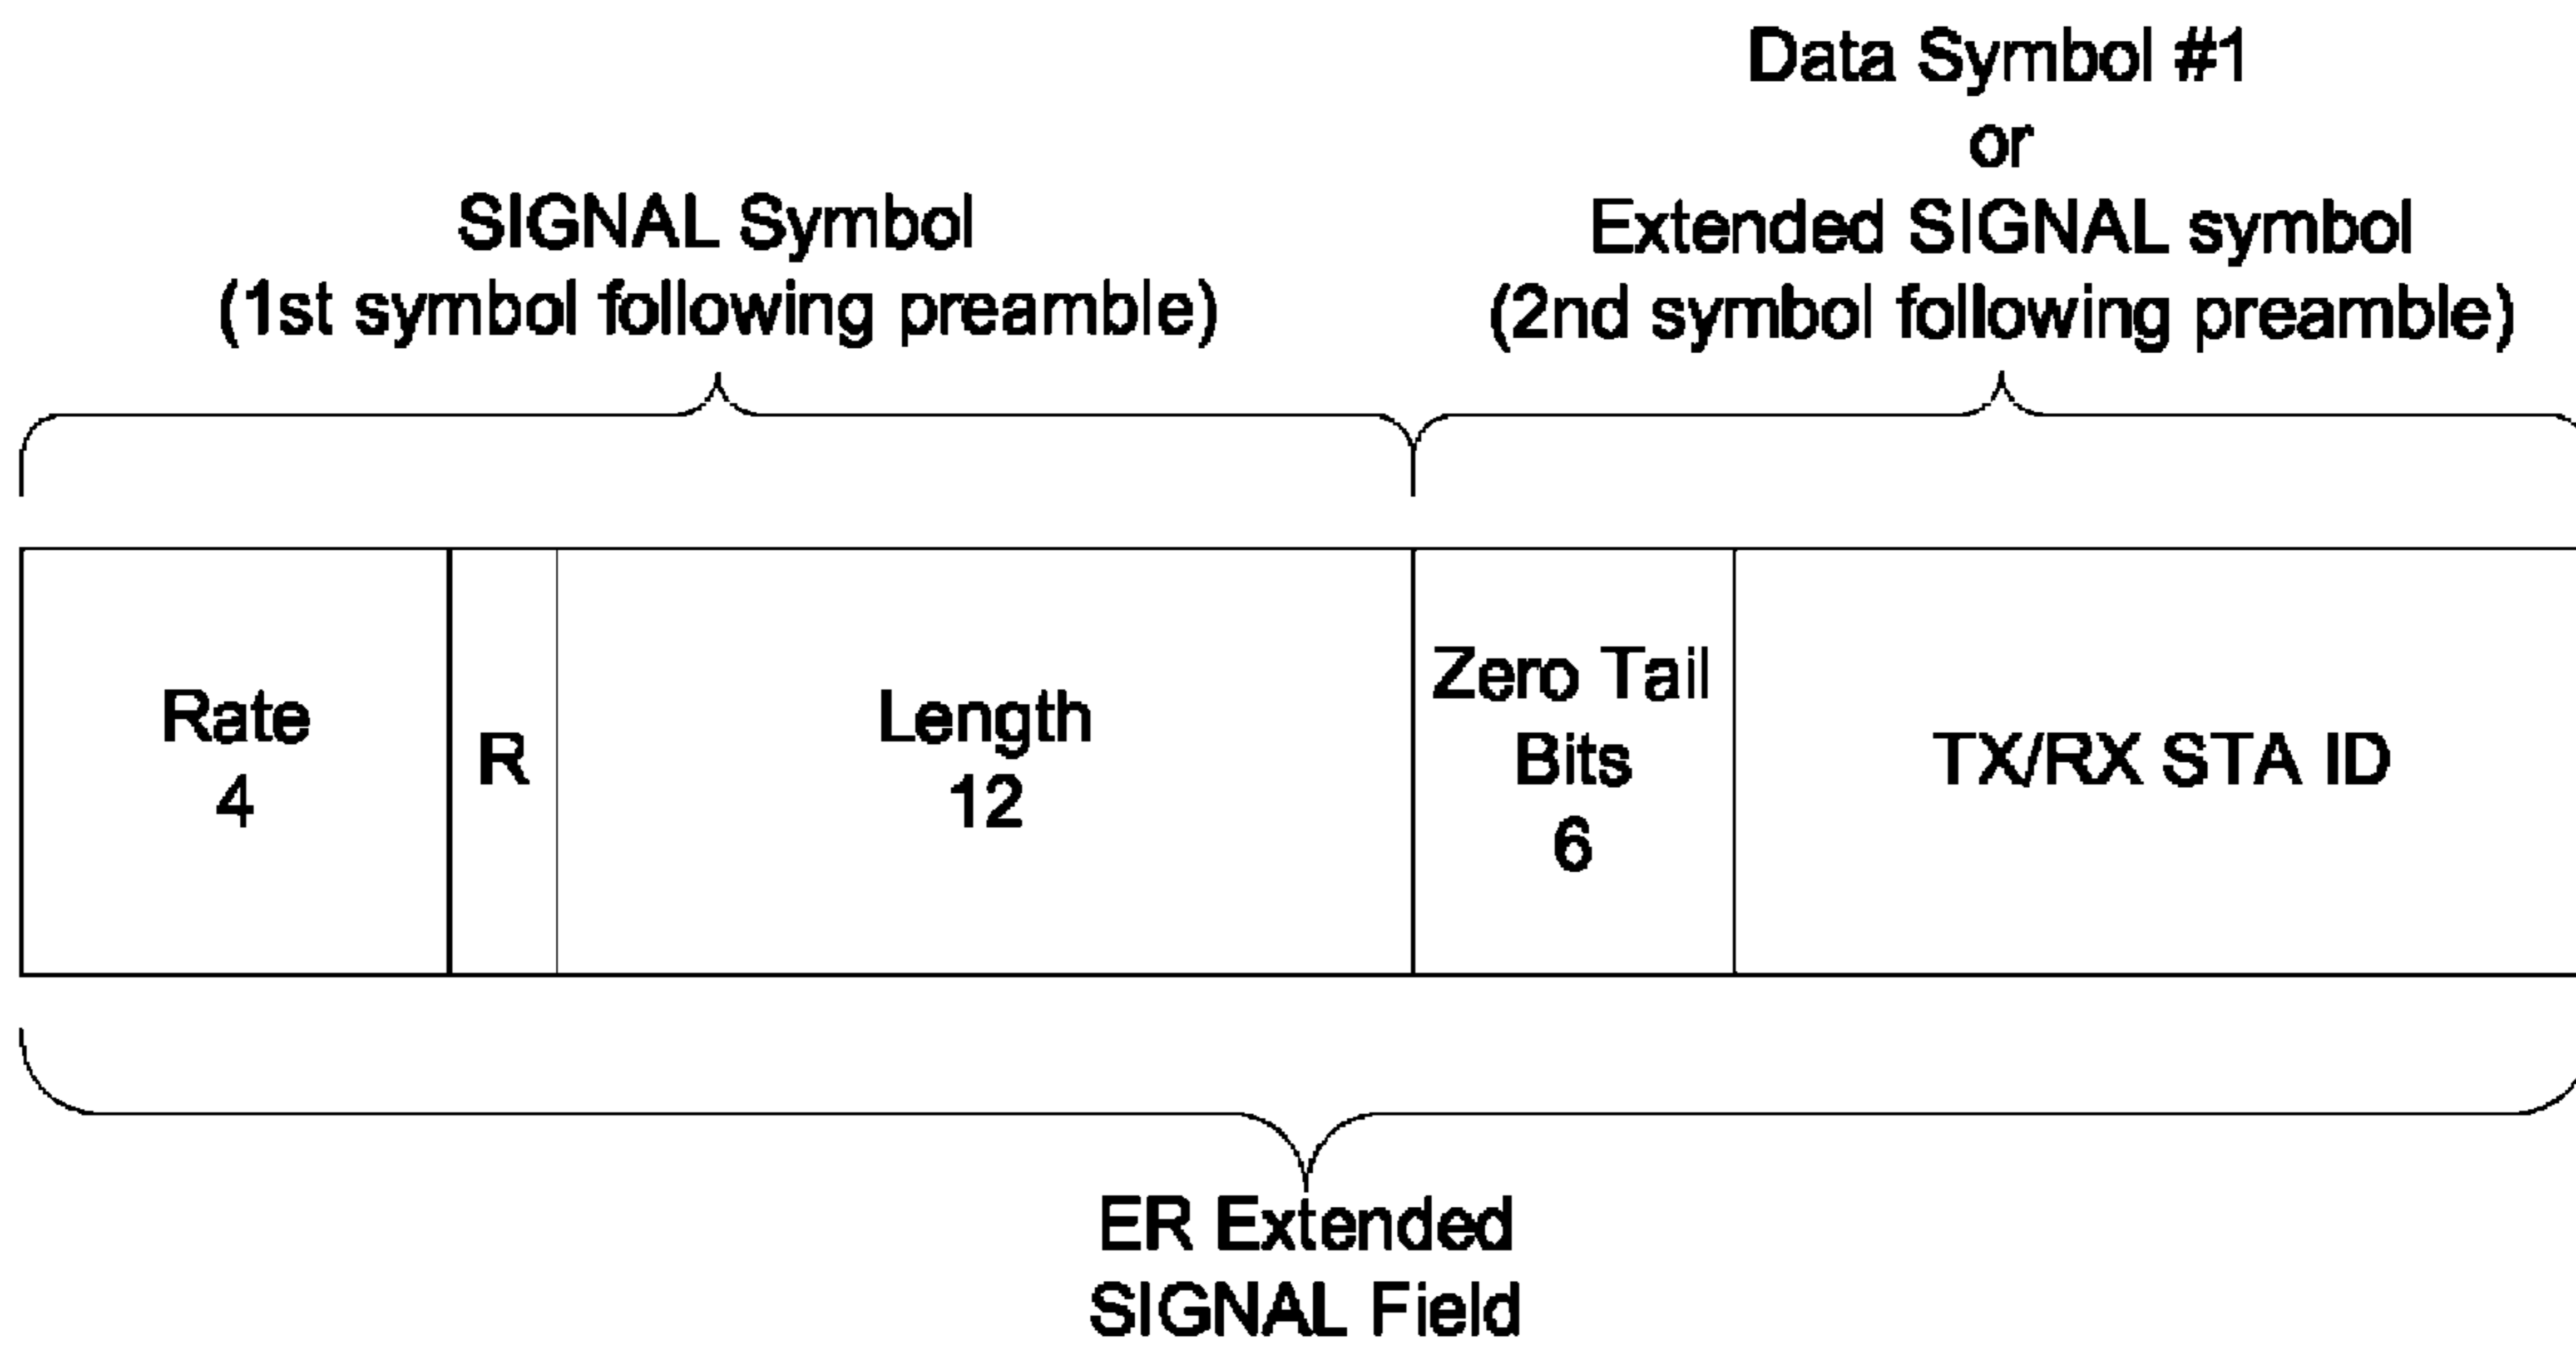 Data Symbol #1
or
Extended SIGNAL symbol
(2nd symbol following preamble)
SIGNAL Symbol
(1st symbol following preamble)
Rate
4
R
Length
12
Zero Tail
Bits
6
TX/RX STA ID
ER Extended
SIGNAL Field